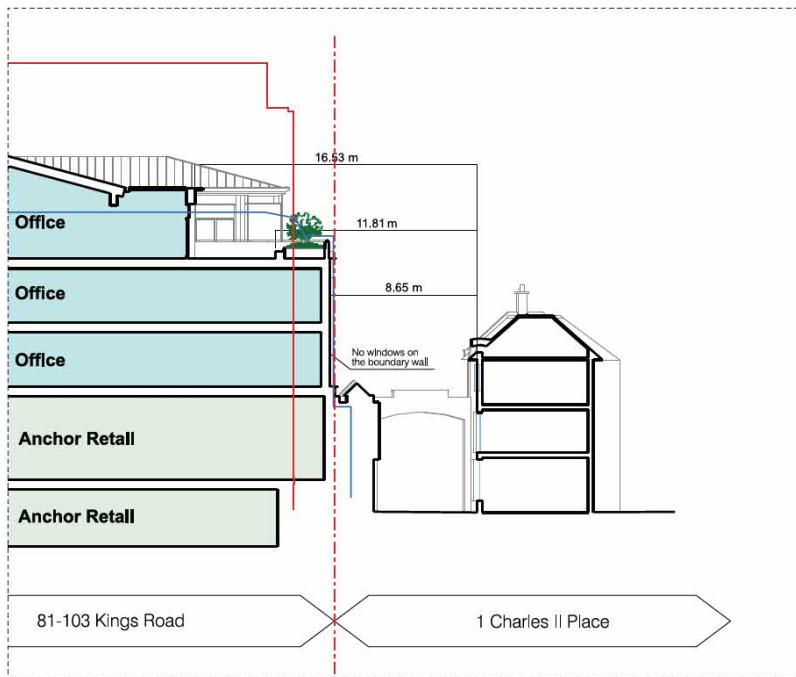 16.53 m
11.81 m
Office
Office
8.65 m
No windows on
the boundary wall
Office
Anchor Retail
Anchor Retail
81-103 Kings Road
1 Charles II Place